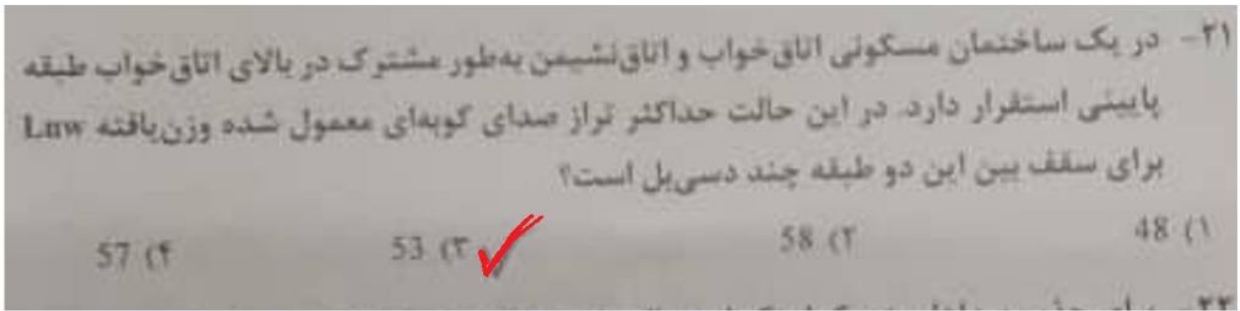 ۲۱- در یک ساختمان مسکونی اتاق‌خواب و اتاق‌نشیمن به‌طور مشترک در بالای اتاق‌خواب طبقه
پایینی استقرار دارد. در این حالت حداکثر تراز صدای کوبه‌ای معمول شده وزن‌یافته Lnw
برای سقف بین این دو طبقه چند دسی‌بل است؟
۱) 48 ۲) 58 ۳) 53 ۴) 57
۲۲-